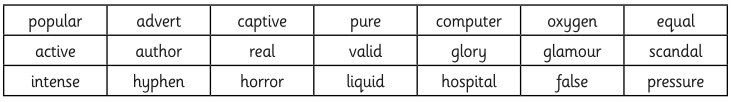 popular advert captive pure computer oxygen equal
active author real valid glory glamour scandal
intense hyphen horror liquid hospital false pressure